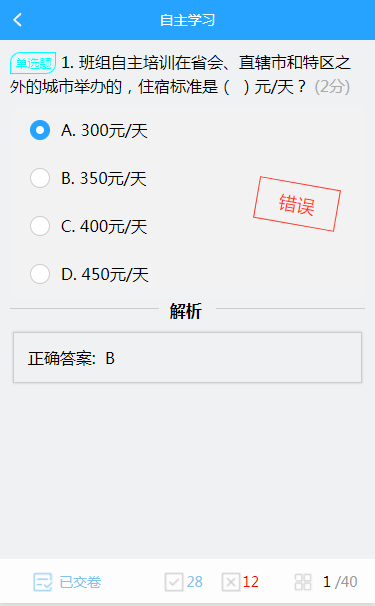 自主学习
单选题 1. 班组自主培训在省会、直辖市和特区之
外的城市举办的，住宿标准是（ ）元/天？ (2分)
A. 300元/天
B. 350元/天
错误
C. 400元/天
D. 450元/天
解析
正确答案: B
已交卷 28 12 1 /40